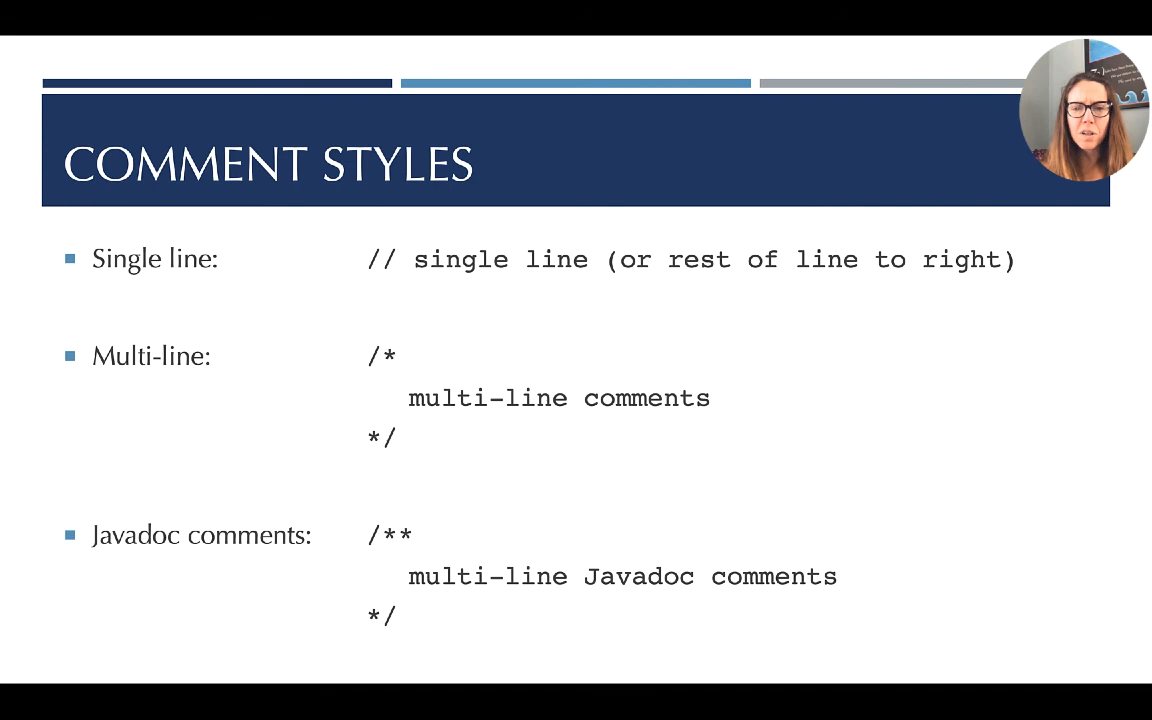 COMMENT STYLES
Single line: // single line (or rest of line to right)
Multi-line: /*
multi-line comments
*/
Javadoc comments: /**
multi-line Javadoc comments
*/